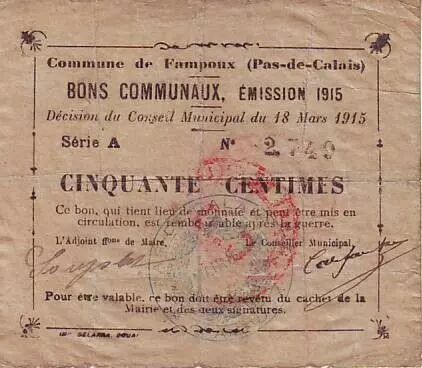 Commune de Fampoux (Pas-de-Calais)
BONS COMMUNAUX, ÉMISSION 1915
Décision du Conseil Municipal du 18 Mars 1915
Série A N° 2749
CINQUANTE CENTIMES
Ce bon, qui tient lieu de monnaie et peut être mis en
circulation, est remboursable après la guerre.
L'Adjoint ffons de Maire, Le Conseiller Municipal,
Pour être valable, ce bon doit être revêtu du cachet de la
Mairie et des deux signatures.
IMP. DELARRA. DOUAI